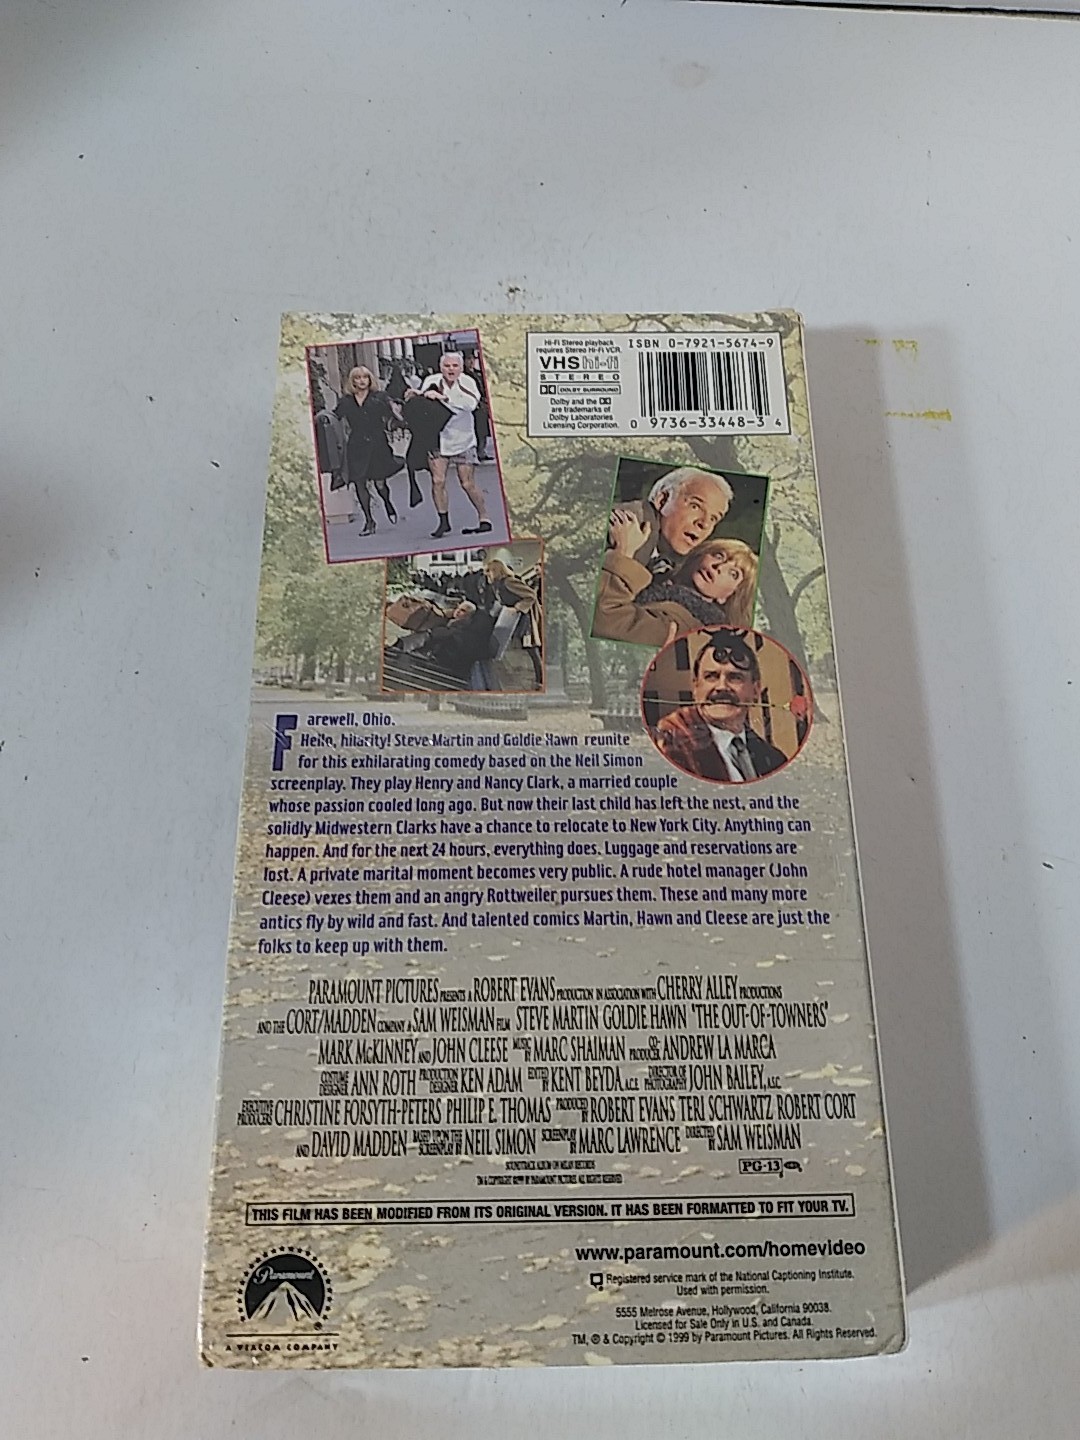 Hi-Fi Stereo playback
requires Stereo Hi-Fi VCR.
VHS hi-fi
STEREO
DOLBY SURROUND
Dolby and the
are trademarks of
Dolby Laboratories
Licensing Corporation.
ISBN 0-7921-5674-9
0 9736-33448-3 4
Farewell, Ohio.
Hello, hilarity! Steve Martin and Goldie Hawn reunite
for this exhilarating comedy based on the Neil Simon
screenplay. They play Henry and Nancy Clark, a married couple
whose passion cooled long ago. But now their last child has left the nest, and the
solidly Midwestern Clarks have a chance to relocate to New York City. Anything can
happen. And for the next 24 hours, everything does. Luggage and reservations are
lost. A private marital moment becomes very public. A rude hotel manager (John
Cleese) vexes them and an angry Rottweiler pursues them. These and many more
antics fly by wild and fast. And talented comics Martin, Hawn and Cleese are just the
folks to keep up with them.
PARAMOUNT PICTURES PRESENTS A ROBERT EVANS PRODUCTION IN ASSOCIATION WITH CHERRY ALLEY PRODUCTIONS
AND THE CORT/MADDEN COMPANY A SAM WEISMAN FILM STEVE MARTIN GOLDIE HAWN "THE OUT-OF-TOWNERS"
MARK McKINNEY AND JOHN CLEESE MUSIC BY MARC SHAIMAN CO-PRODUCER ANDREW LA MARCA
COSTUME DESIGNER ANN ROTH PRODUCTION DESIGNER KEN ADAM EDITED BY KENT BEYDA, A.C.E. DIRECTOR OF PHOTOGRAPHY JOHN BAILEY, ASC
EXECUTIVE PRODUCERS CHRISTINE FORSYTH-PETERS PHILIP E. THOMAS PRODUCED BY ROBERT EVANS TERI SCHWARTZ ROBERT CORT
AND DAVID MADDEN BASED UPON THE SCREENPLAY BY NEIL SIMON SCREENPLAY BY MARC LAWRENCE DIRECTED BY SAM WEISMAN
SOUNDTRACK ALBUM ON MILAN RECORDS
TM & COPYRIGHT ©1999 BY PARAMOUNT PICTURES. ALL RIGHTS RESERVED.
PG-13
THIS FILM HAS BEEN MODIFIED FROM ITS ORIGINAL VERSION. IT HAS BEEN FORMATTED TO FIT YOUR TV.
Paramount
®
A VIACOM COMPANY
www.paramount.com/homevideo
Registered service mark of the National Captioning Institute.
Used with permission.
5555 Melrose Avenue, Hollywood, California 90038.
Licensed for Sale Only in U.S. and Canada.
TM, ® & Copyright © 1999 by Paramount Pictures. All Rights Reserved.